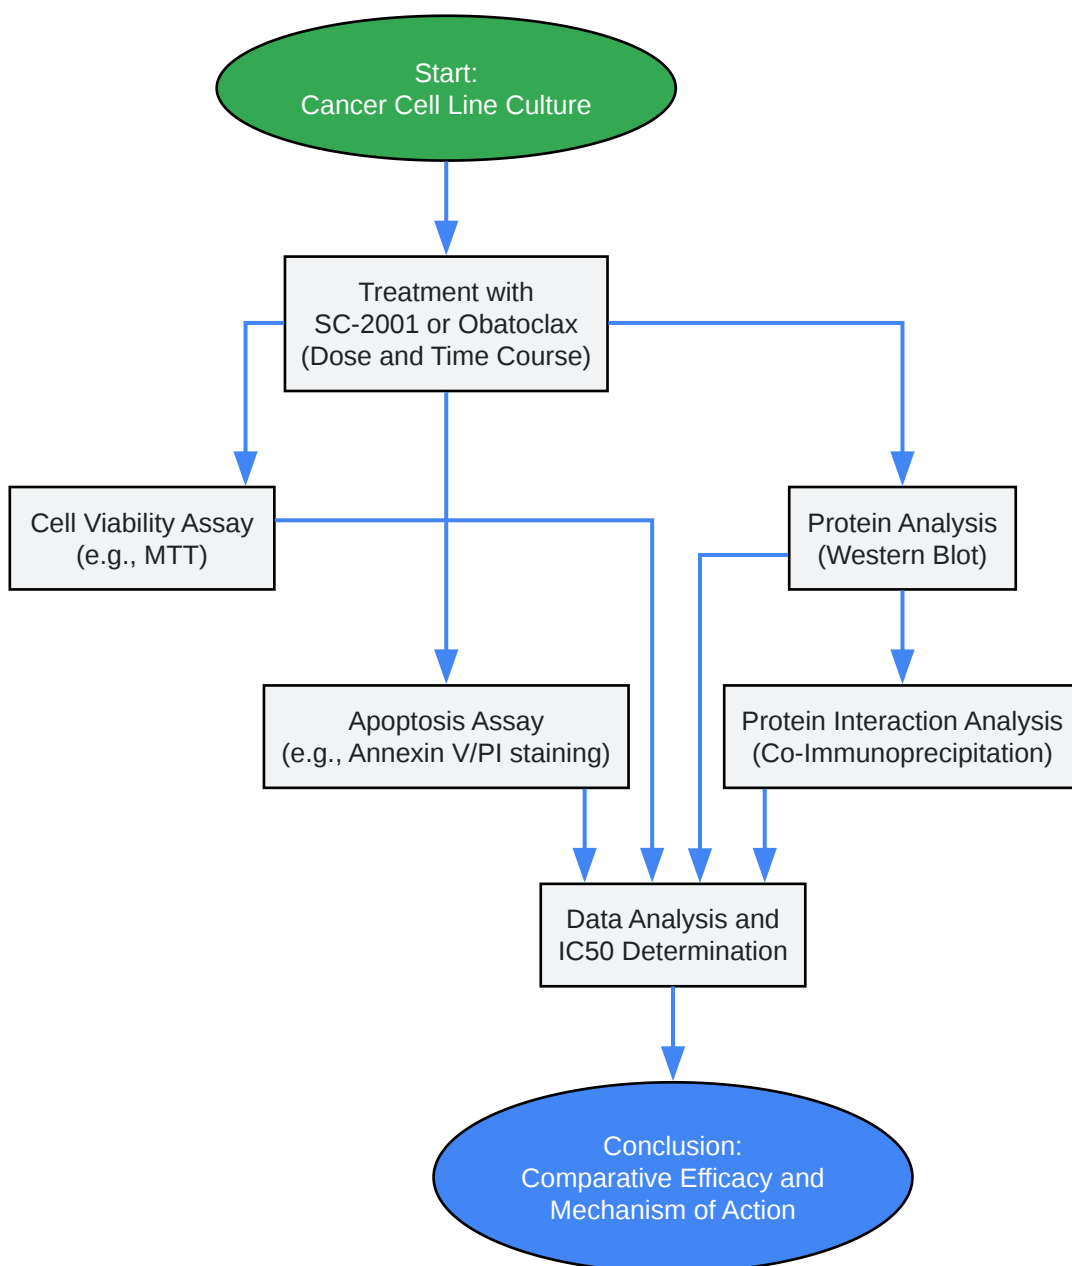 Start:
Cancer Cell Line Culture
Treatment with
SC-2001 or Obatoclax
(Dose and Time Course)
Cell Viability Assay
(e.g., MTT)
Protein Analysis
(Western Blot)
Apoptosis Assay
(e.g., Annexin V/PI staining)
Protein Interaction Analysis
(Co-Immunoprecipitation)
Data Analysis and
IC50 Determination
Conclusion:
Comparative Efficacy and
Mechanism of Action